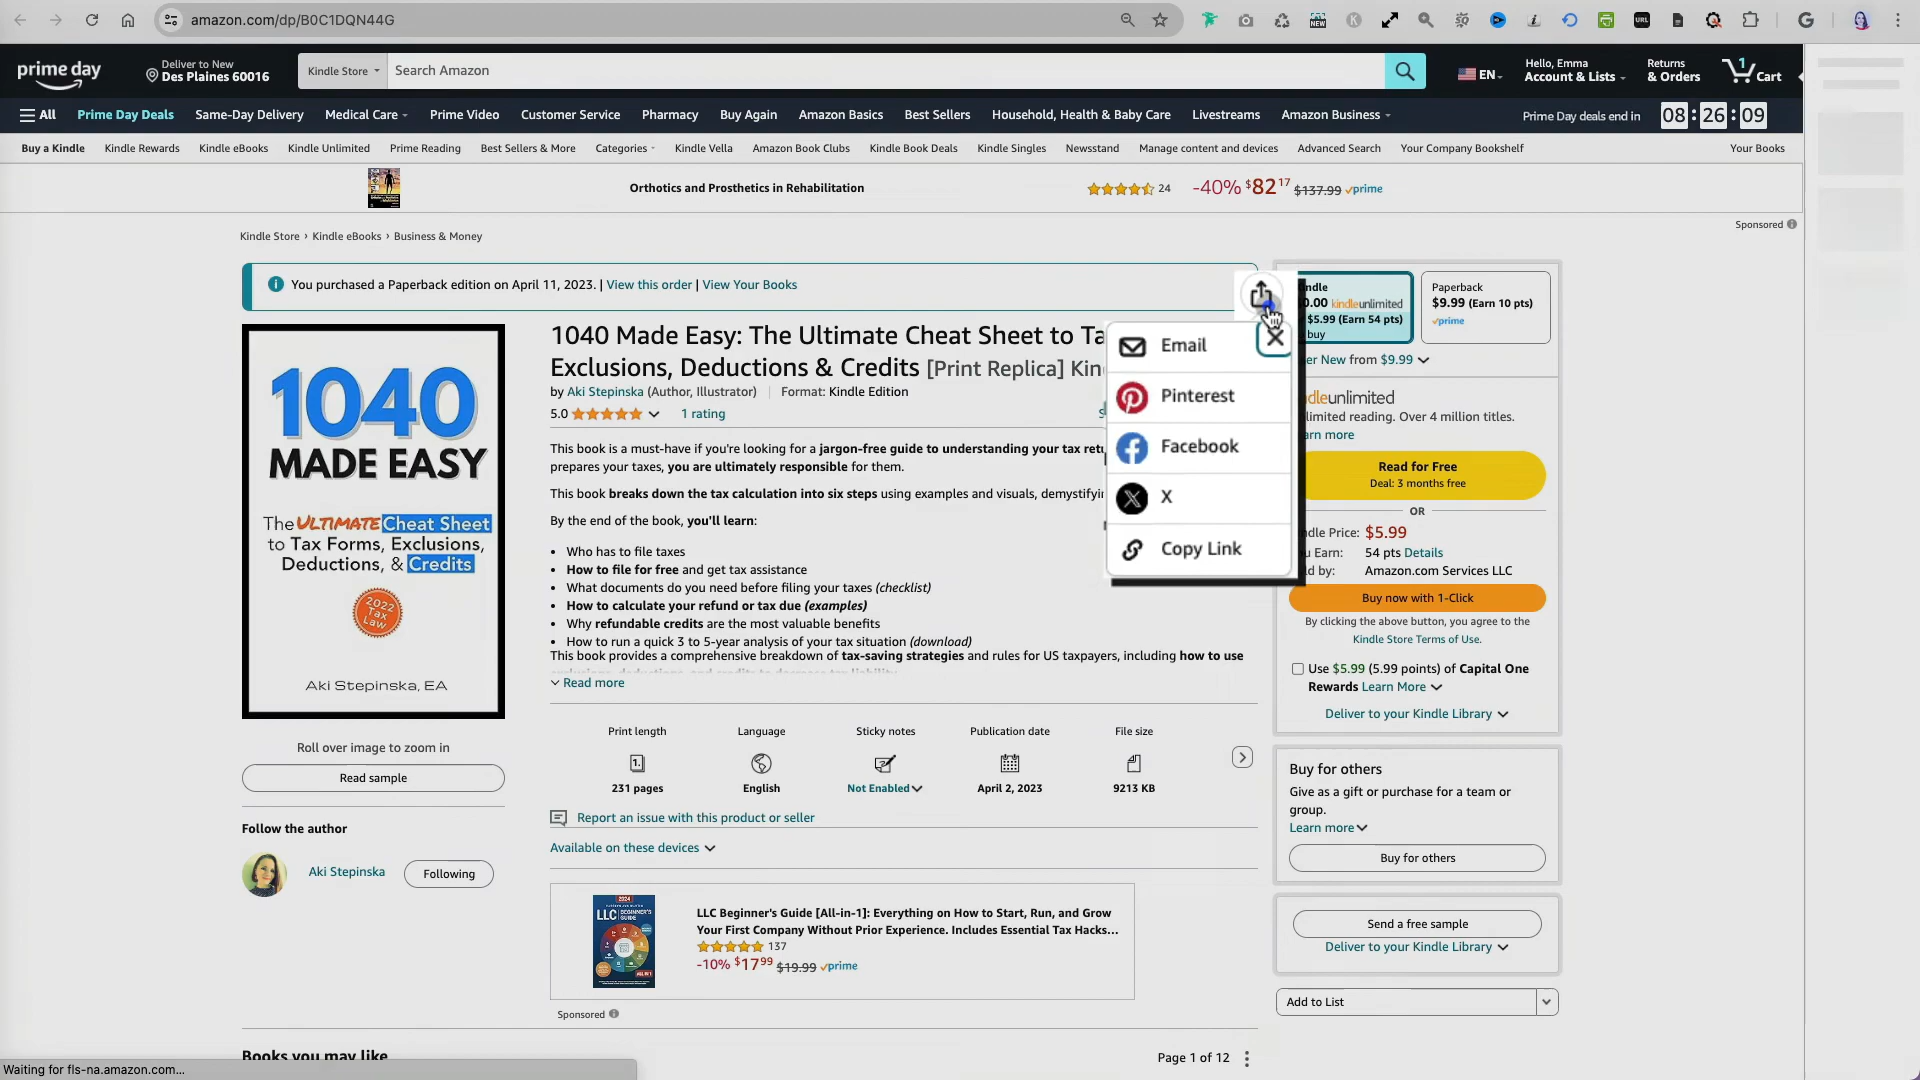 amazon.com/dp/B0C1DQN44G
prime day
Deliver to New
Des Plaines 60016
Kindle Store
Search Amazon
EN
Hello, Emma
Account & Lists
Returns
& Orders
1
Cart
All
Prime Day Deals
Same-Day Delivery
Medical Care
Prime Video
Customer Service
Pharmacy
Buy Again
Amazon Basics
Best Sellers
Household, Health & Baby Care
Livestreams
Amazon Business
Prime Day deals end in
08 : 26 : 09
Buy a Kindle
Kindle Rewards
Kindle eBooks
Kindle Unlimited
Prime Reading
Best Sellers & More
Categories
Kindle Vella
Amazon Book Clubs
Kindle Book Deals
Kindle Singles
Newsstand
Manage content and devices
Advanced Search
Your Company Bookshelf
Your Books
Orthotics and Prosthetics in Rehabilitation
24
-40% $82 17 $137.99 prime
Sponsored
Kindle Store › Kindle eBooks › Business & Money
You purchased a Paperback edition on April 11, 2023. | View this order | View Your Books
1040
MADE EASY
The ULTIMATE Cheat Sheet
to Tax Forms, Exclusions,
Deductions, & Credits
2022
Tax
Law
Aki Stepinska, EA
Roll over image to zoom in
Read sample
Follow the author
Aki Stepinska
Following
1040 Made Easy: The Ultimate Cheat Sheet to Ta
Exclusions, Deductions & Credits [Print Replica] Kin
by Aki Stepinska (Author, Illustrator)
Format: Kindle Edition
5.0
1 rating
This book is a must-have if you're looking for a jargon-free guide to understanding your tax retu
prepares your taxes, you are ultimately responsible for them.
This book breaks down the tax calculation into six steps using examples and visuals, demystifyin
By the end of the book, you'll learn:
• Who has to file taxes
• How to file for free and get tax assistance
• What documents do you need before filing your taxes (checklist)
• How to calculate your refund or tax due (examples)
• Why refundable credits are the most valuable benefits
• How to run a quick 3 to 5-year analysis of your tax situation (download)
This book provides a comprehensive breakdown of tax-saving strategies and rules for US taxpayers, including how to use
Read more
Print length
231 pages
Language
English
Sticky notes
Not Enabled
Publication date
April 2, 2023
File size
9213 KB
Report an issue with this product or seller
Available on these devices
2024
LLC BEGINNER'S
GUIDE
LLC Beginner's Guide [All-in-1]: Everything on How to Start, Run, and Grow
Your First Company Without Prior Experience. Includes Essential Tax Hacks...
137
-10% $17 99 $19.99 prime
Sponsored
Books you may like
Page 1 of 12
Email
Pinterest
Facebook
X
Copy Link
ndle
0.00 kindleunlimited
$5.99 (Earn 54 pts)
buy
Paperback
$9.99 (Earn 10 pts)
prime
er New from $9.99
dleunlimited
limited reading. Over 4 million titles.
arn more
Read for Free
Deal: 3 months free
OR
ndle Price: $5.99
u Earn: 54 pts Details
ld by: Amazon.com Services LLC
Buy now with 1-Click
By clicking the above button, you agree to the
Kindle Store Terms of Use.
Use $5.99 (5.99 points) of Capital One
Rewards Learn More
Deliver to your Kindle Library
Buy for others
Give as a gift or purchase for a team or
group.
Learn more
Buy for others
Send a free sample
Deliver to your Kindle Library
Add to List
Waiting for fls-na.amazon.com...